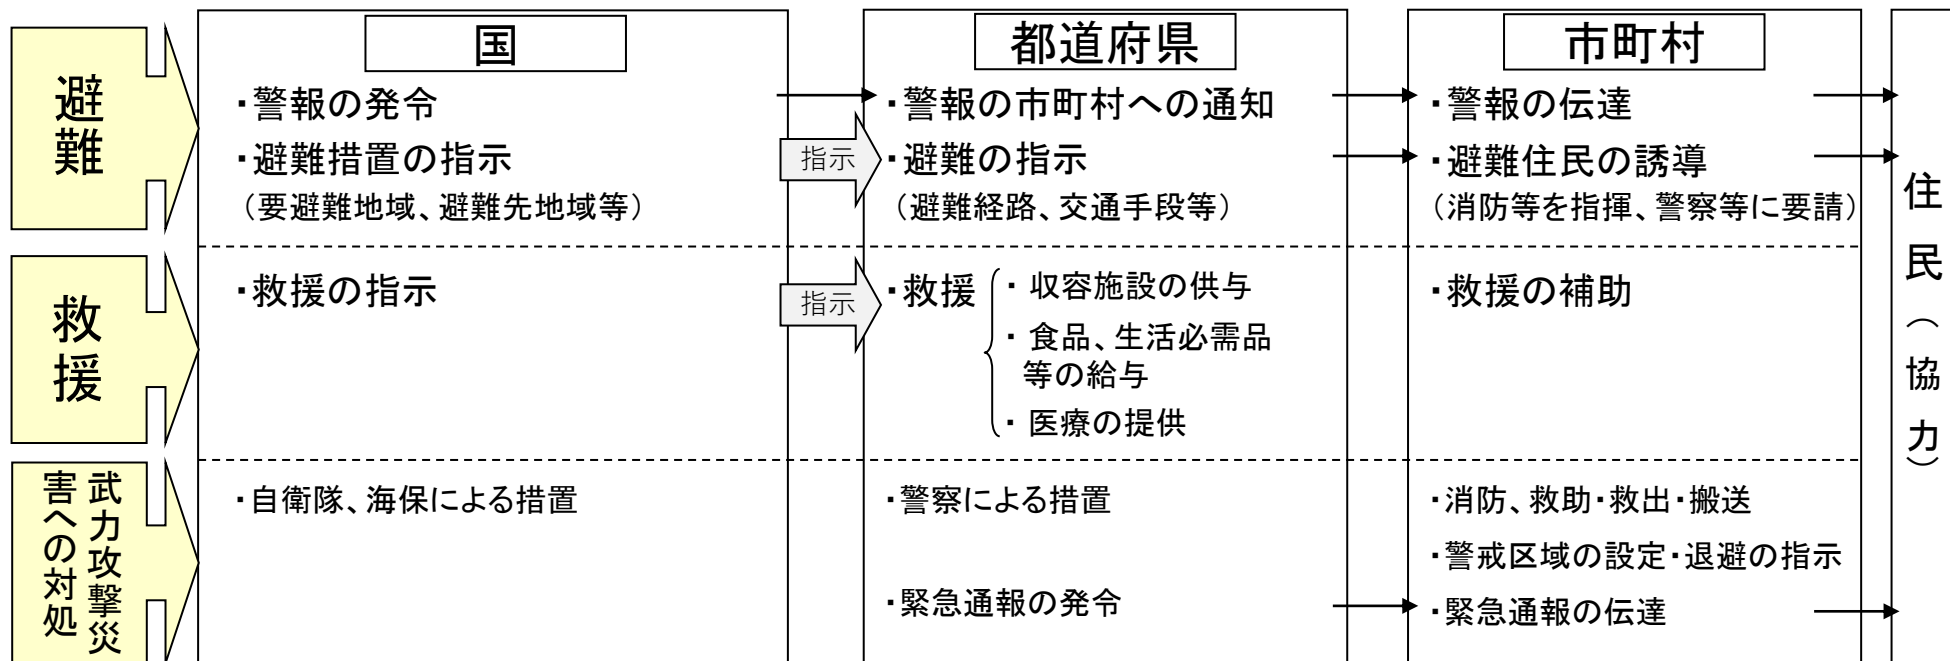 国
都道府県
市町村
避難
・警報の発令
・警報の市町村への通知
・警報の伝達
・避難措置の指示
指示
・避難の指示
・避難住民の誘導
（要避難地域、避難先地域等）
（避難経路、交通手段等）
（消防等を指揮、警察等に要請）
救援
・救援の指示
指示
・救援
・収容施設の供与
・食品、生活必需品
等の給与
・医療の提供
・救援の補助
武力攻撃災
害への対処
・自衛隊、海保による措置
・警察による措置
・消防、救助・救出・搬送
・警戒区域の設定・退避の指示
・緊急通報の発令
・緊急通報の伝達
住民（協力）